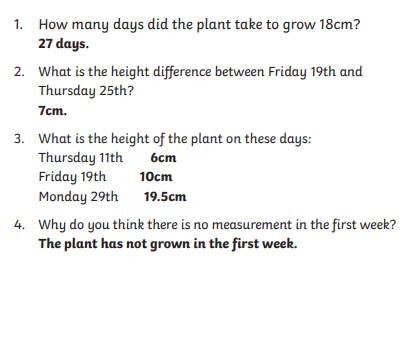 1. How many days did the plant take to grow 18cm?
27 days.
2. What is the height difference between Friday 19th and
Thursday 25th?
7cm.
3. What is the height of the plant on these days:
Thursday 11th 6cm
Friday 19th 10cm
Monday 29th 19.5cm
4. Why do you think there is no measurement in the first week?
The plant has not grown in the first week.